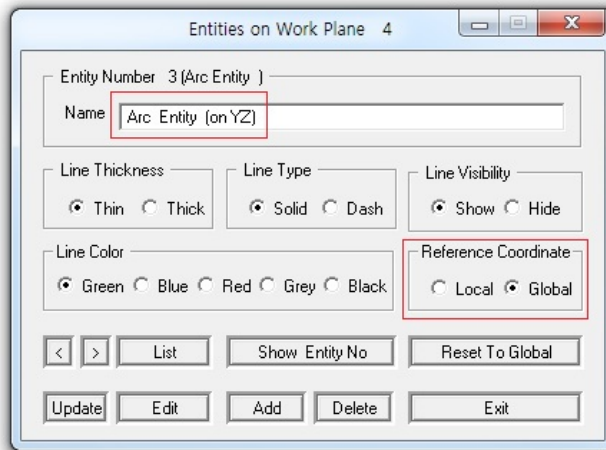 Entities on Work Plane 4
Entity Number 3 (Arc Entity )
Name Arc Entity (on YZ)
Line Thickness Line Type Line Visibility
Thin Thick Solid Dash Show Hide
Line Color Reference Coordinate
Green Blue Red Grey Black Local Global
< > List Show Entity No Reset To Global
Update Edit Add Delete Exit